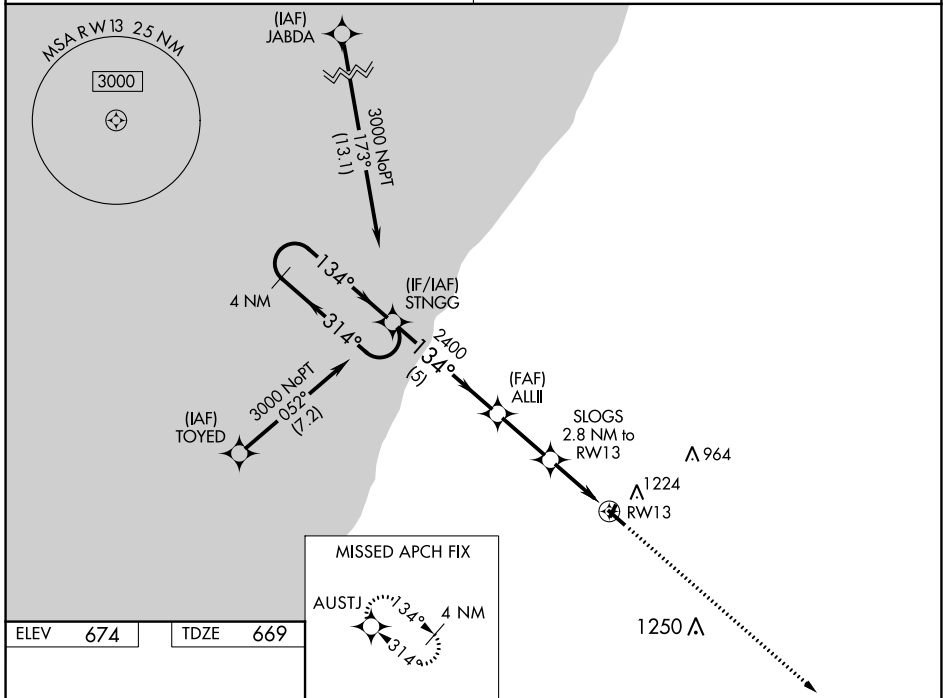 MSA RW13 25 NM
3000
(IAF)
JABDA
3000 NoPT
173°
(13.1)
134°
4 NM
314°
(IF/IAF)
STNGG
2400
134°
(5)
(IAF)
TOYED
3000 NoPT
052°
(7.2)
(FAF)
ALLII
SLOGS
2.8 NM to
RW13
964
1224
RW13
1250
MISSED APCH FIX
AUSTJ
134°
4 NM
314°
ELEV 674
TDZE 669